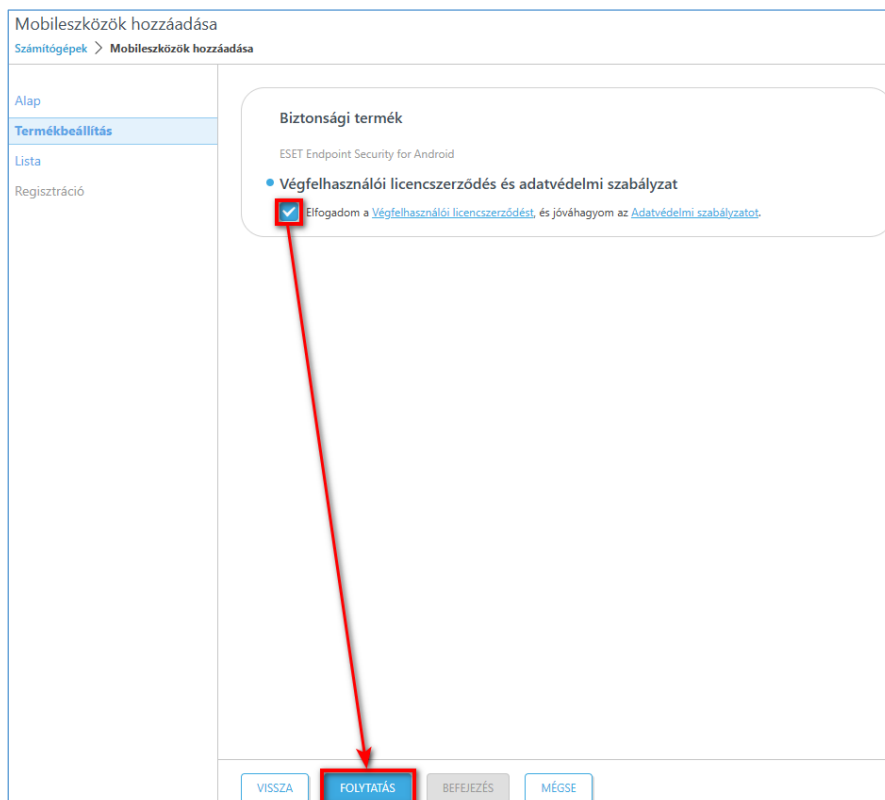 Mobileszközök hozzáadása
Számítógépek > Mobileszközök hozzáadása
Alap
Termékbeállítás
Lista
Regisztráció
Biztonsági termék
ESET Endpoint Security for Android
Végfelhasználói licencszerződés és adatvédelmi szabályzat
Elfogadom a Végfelhasználói licencszerződést, és jóváhagyom az Adatvédelmi szabályzatot.
VISSZA FOLYTATÁS BEFEJEZÉS MÉGSE